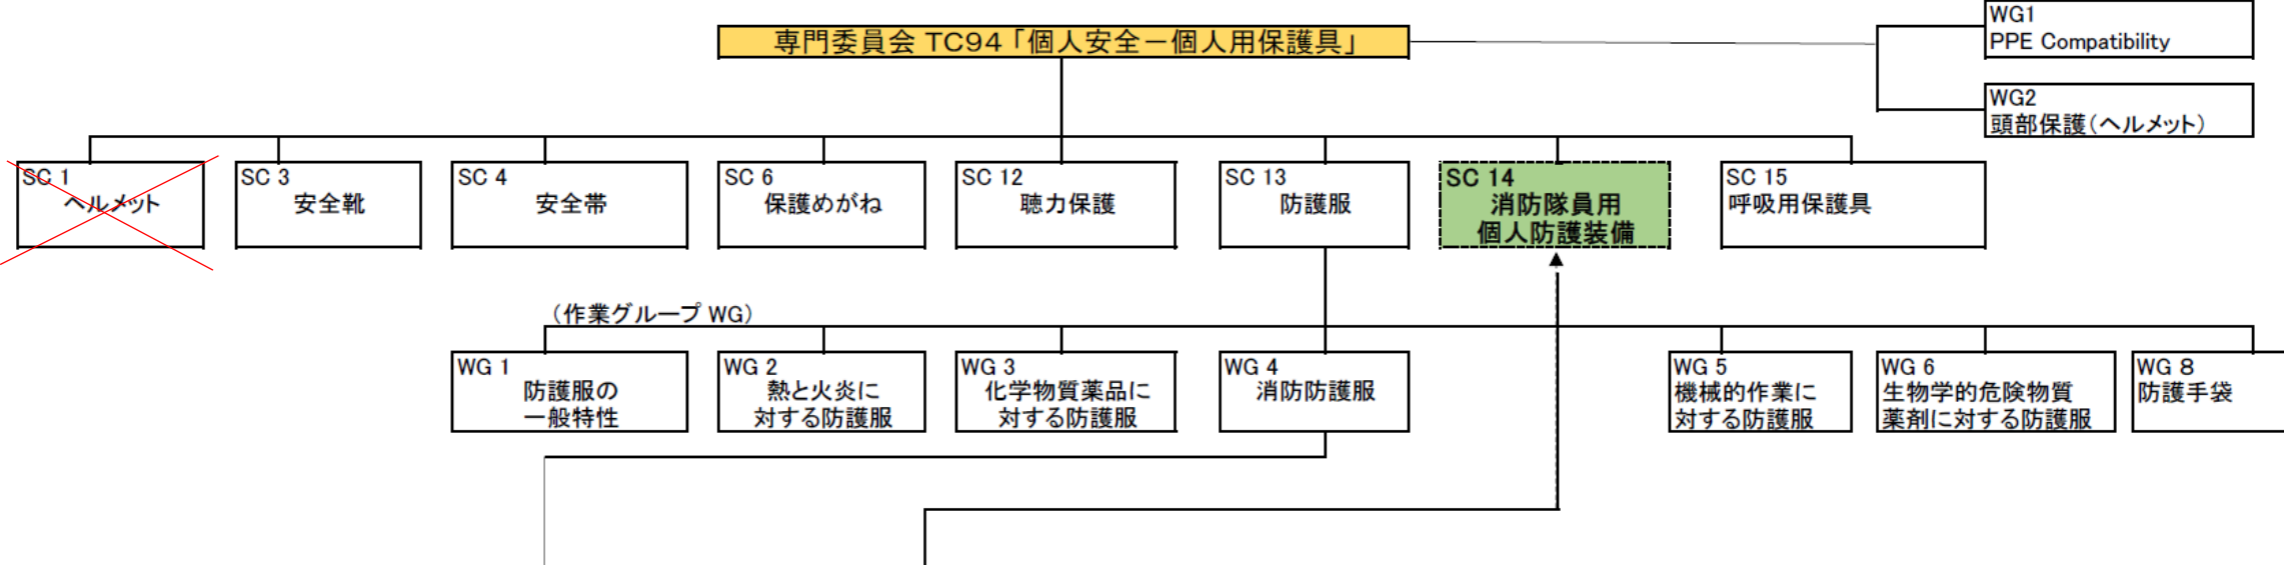 専門委員会 TC94「個人安全－個人用保護具」
WG1
PPE Compatibility
WG2
頭部保護(ヘルメット)
SC 1
ヘルメット
SC 3
安全靴
SC 4
安全帯
SC 6
保護めがね
SC 12
聴力保護
SC 13
防護服
SC 14
消防隊員用
個人防護装備
SC 15
呼吸用保護具
(作業グループ WG)
WG 1
防護服の
一般特性
WG 2
熱と火炎に
対する防護服
WG 3
化学物質薬品に
対する防護服
WG 4
消防防護服
WG 5
機械的作業に
対する防護服
WG 6
生物学的危険物質
薬剤に対する防護服
WG 8
防護手袋